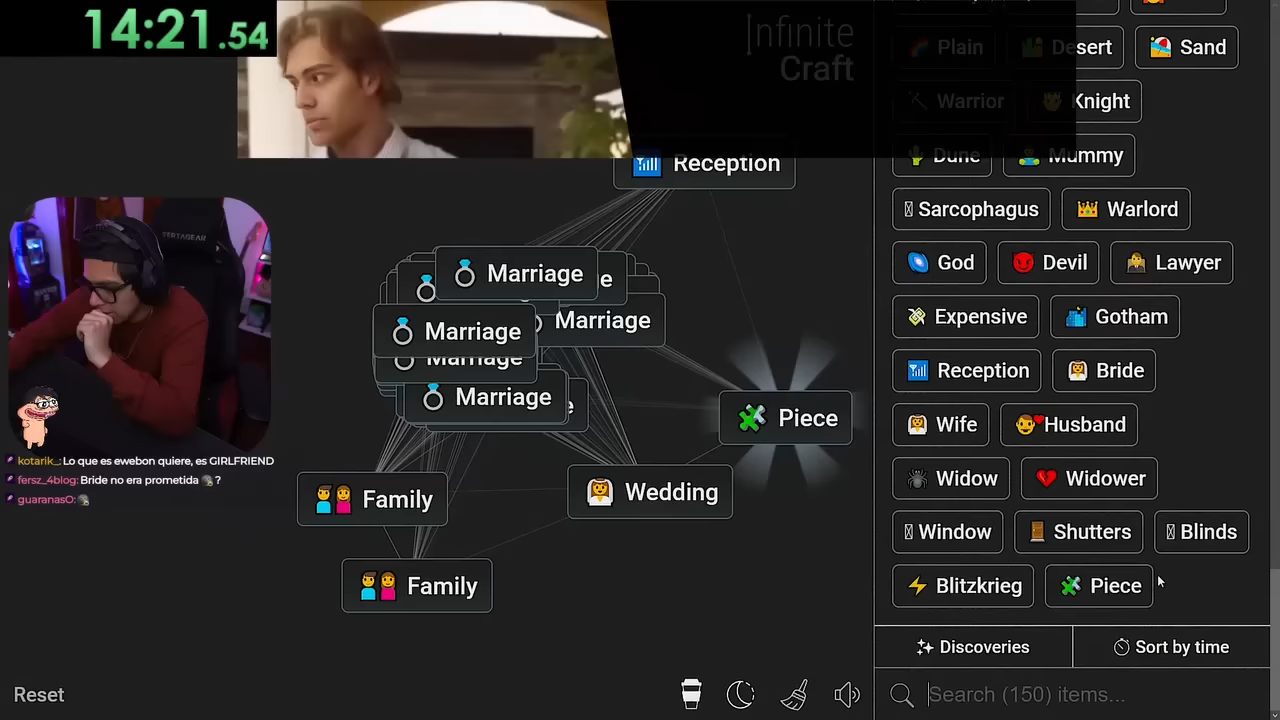 14:21.54
Infinite
Craft
Plain
Desert
Sand
Warrior
Knight
Dune
Mummy
Sarcophagus
Warlord
God
Devil
Lawyer
Expensive
Gotham
Reception
Bride
Wife
Husband
Widow
Widower
Window
Shutters
Blinds
Blitzkrieg
Piece
Discoveries
Sort by time
Search (150) items...
Reception
Marriage
e
Marriage
Marriage
Marriage
Marriage
Piece
Family
Wedding
Family
TERTAGEAR
kotarik_: Lo que es ewebon quiere, es GIRLFRIEND
fersz_4blog: Bride no era prometida ?
guaranasO:
Reset